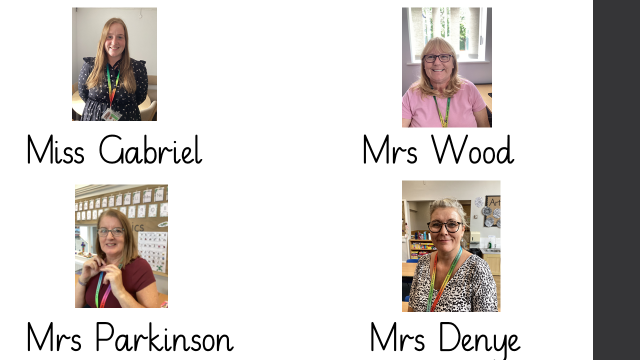 Miss Gabriel
Mrs Wood
Mrs Parkinson
Mrs Denye